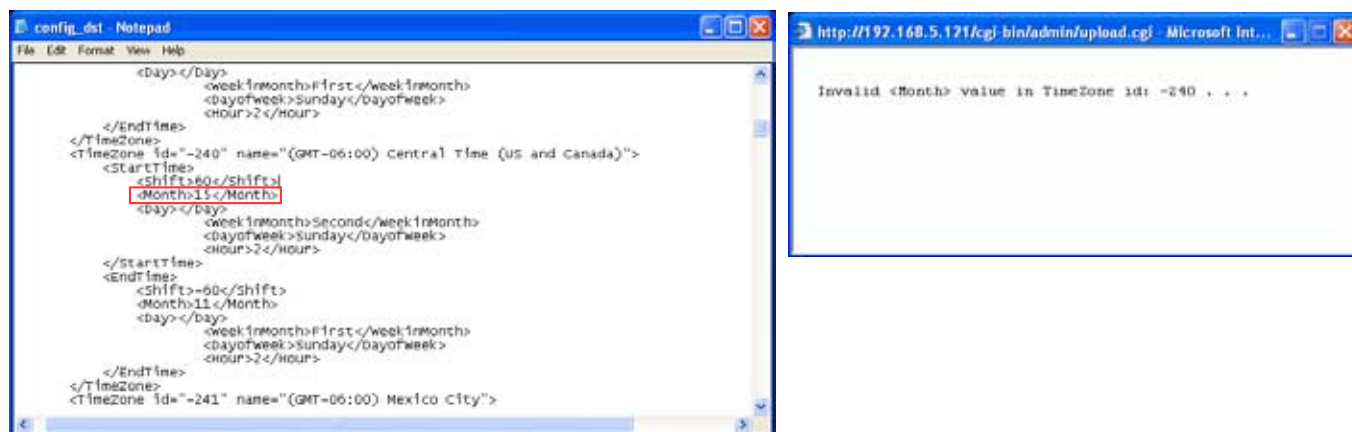 config_dst - Notepad
File Edit Format View Help
<Day></Day>
<WeekInMonth>First</WeekInMonth>
<DayofWeek>Sunday</DayofWeek>
<Hour>2</Hour>
</EndTime>
</TimeZone>
<TimeZone id="-240" name="(GMT-06:00) Central Time (US and Canada)">
<StartTime>
<Shift>60</Shift>
<Month>15</Month>
<Day></Day>
<WeekInMonth>Second</WeekInMonth>
<DayofWeek>Sunday</DayofWeek>
<Hour>2</Hour>
</StartTime>
<EndTime>
<Shift>-60</Shift>
<Month>11</Month>
<Day></Day>
<WeekInMonth>First</WeekInMonth>
<DayofWeek>Sunday</DayofWeek>
<Hour>2</Hour>
</EndTime>
</TimeZone>
<TimeZone id="-241" name="(GMT-06:00) Mexico City">
http://192.168.5.121/cgi-bin/admin/upload.cgi - Microsoft Int...
Invalid <Month> value in TimeZone id: -240 . . .